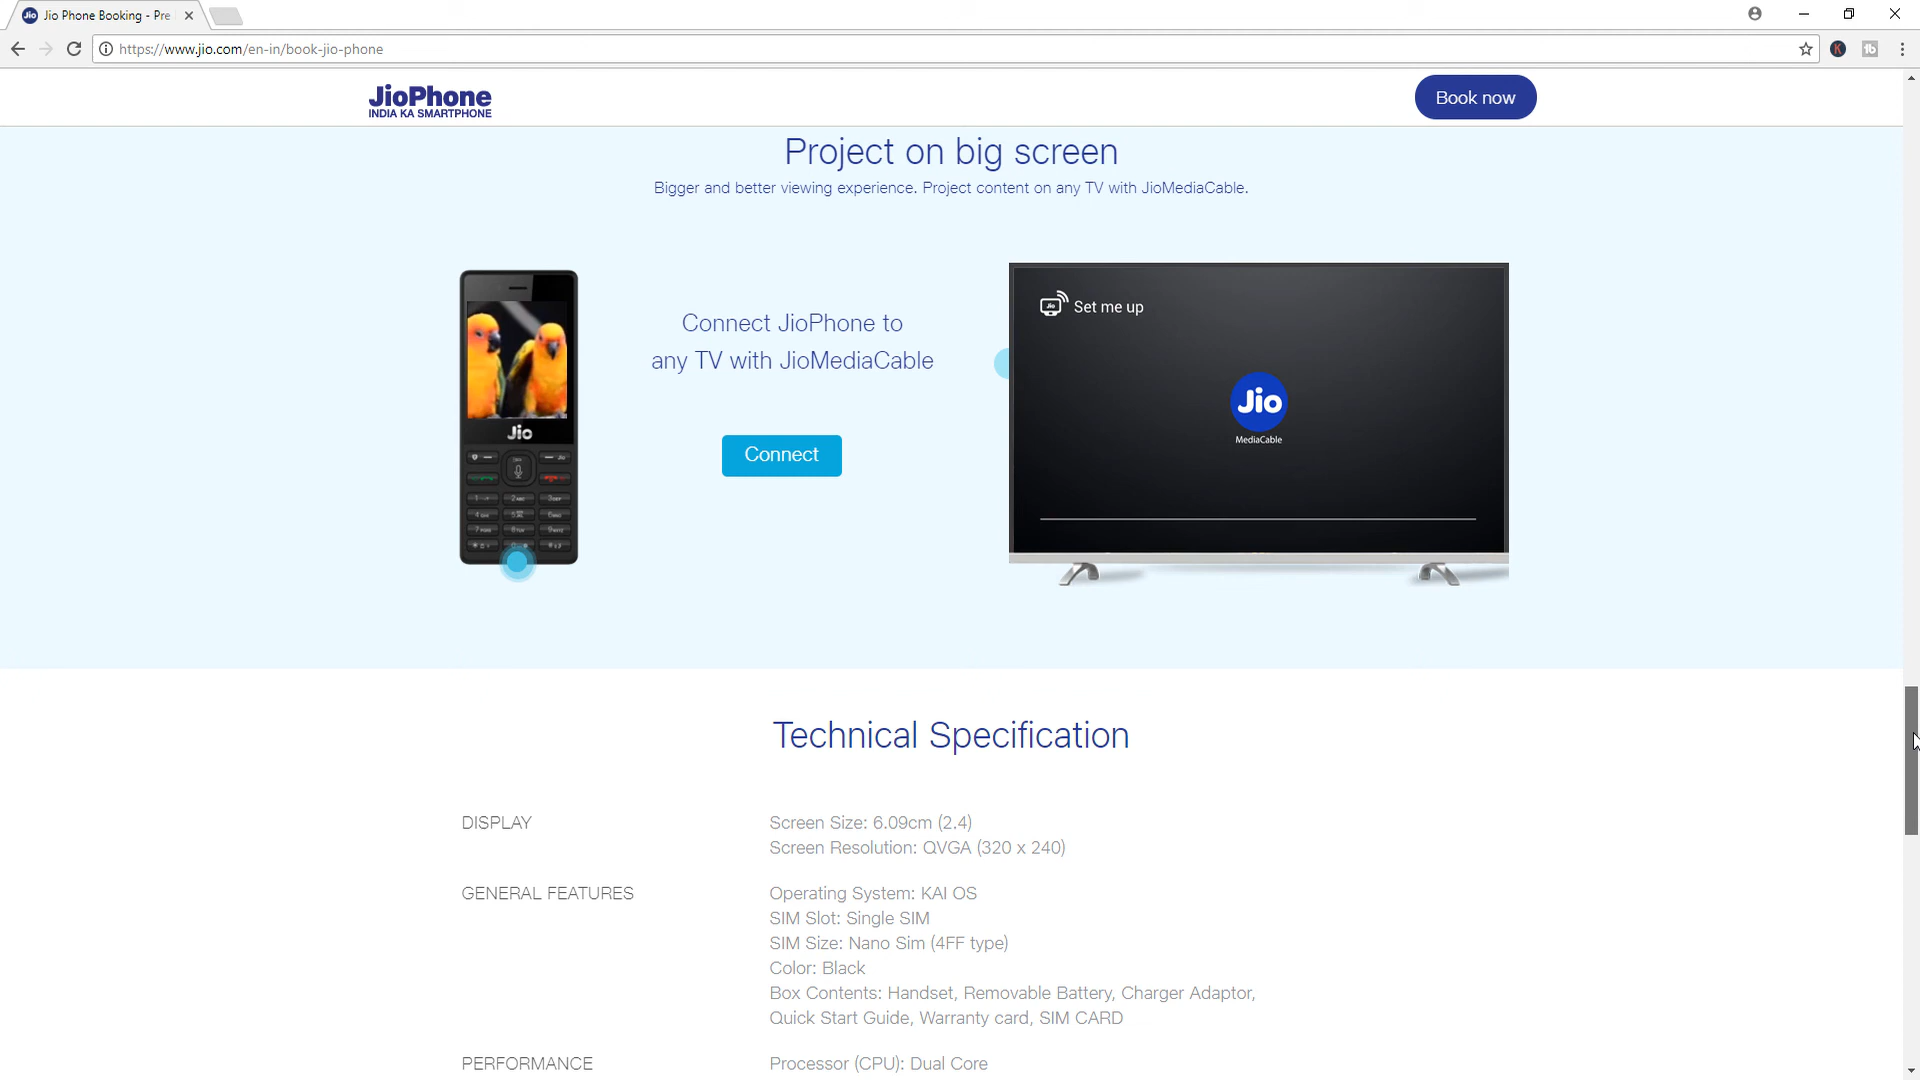 Jio Phone Booking - Pre
https://www.jio.com/en-in/book-jio-phone
JioPhone
INDIA KA SMARTPHONE
Book now
Project on big screen
Bigger and better viewing experience. Project content on any TV with JioMediaCable.
Connect JioPhone to
any TV with JioMediaCable
Connect
Jio
Set me up
Jio
MediaCable
Technical Specification
DISPLAY
Screen Size: 6.09cm (2.4)
Screen Resolution: QVGA (320 x 240)
GENERAL FEATURES
Operating System: KAI OS
SIM Slot: Single SIM
SIM Size: Nano Sim (4FF type)
Color: Black
Box Contents: Handset, Removable Battery, Charger Adaptor,
Quick Start Guide, Warranty card, SIM CARD
PERFORMANCE
Processor (CPU): Dual Core